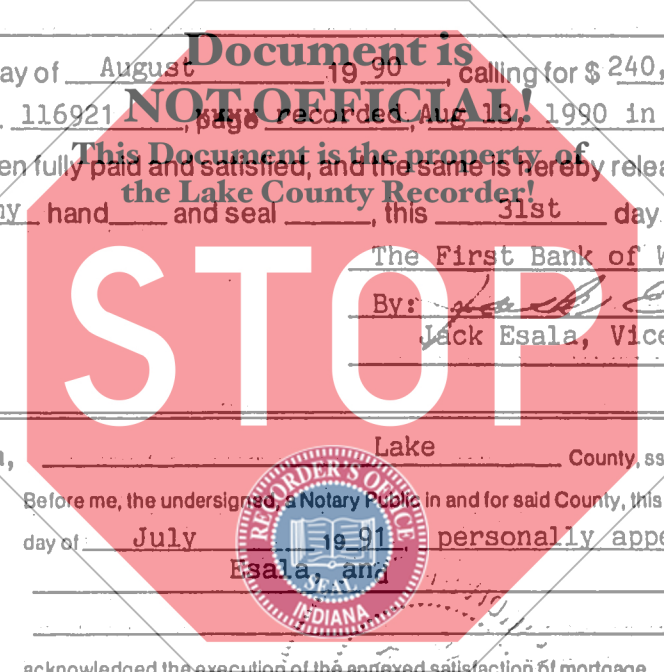 Document is
ay of August 19 90, calling for $ 240,
116921, page recorded Aug 13, 1990 in
NOT OFFICIAL!
This Document is the property of
en fully paid and satisfied, and the same is hereby relea
the Lake County Recorder!
ny hand and seal, this 31st day
The First Bank of W
By:
Jack Esala, Vice
STOP
Lake County, ss
Before me, the undersigned, a Notary Public in and for said County, this
day of July 19 91, personally appe
Esala, and
RECORDER'S OFFICE
SEAL
INDIANA
acknowledged the execution of the annexed satisfaction of mortgage